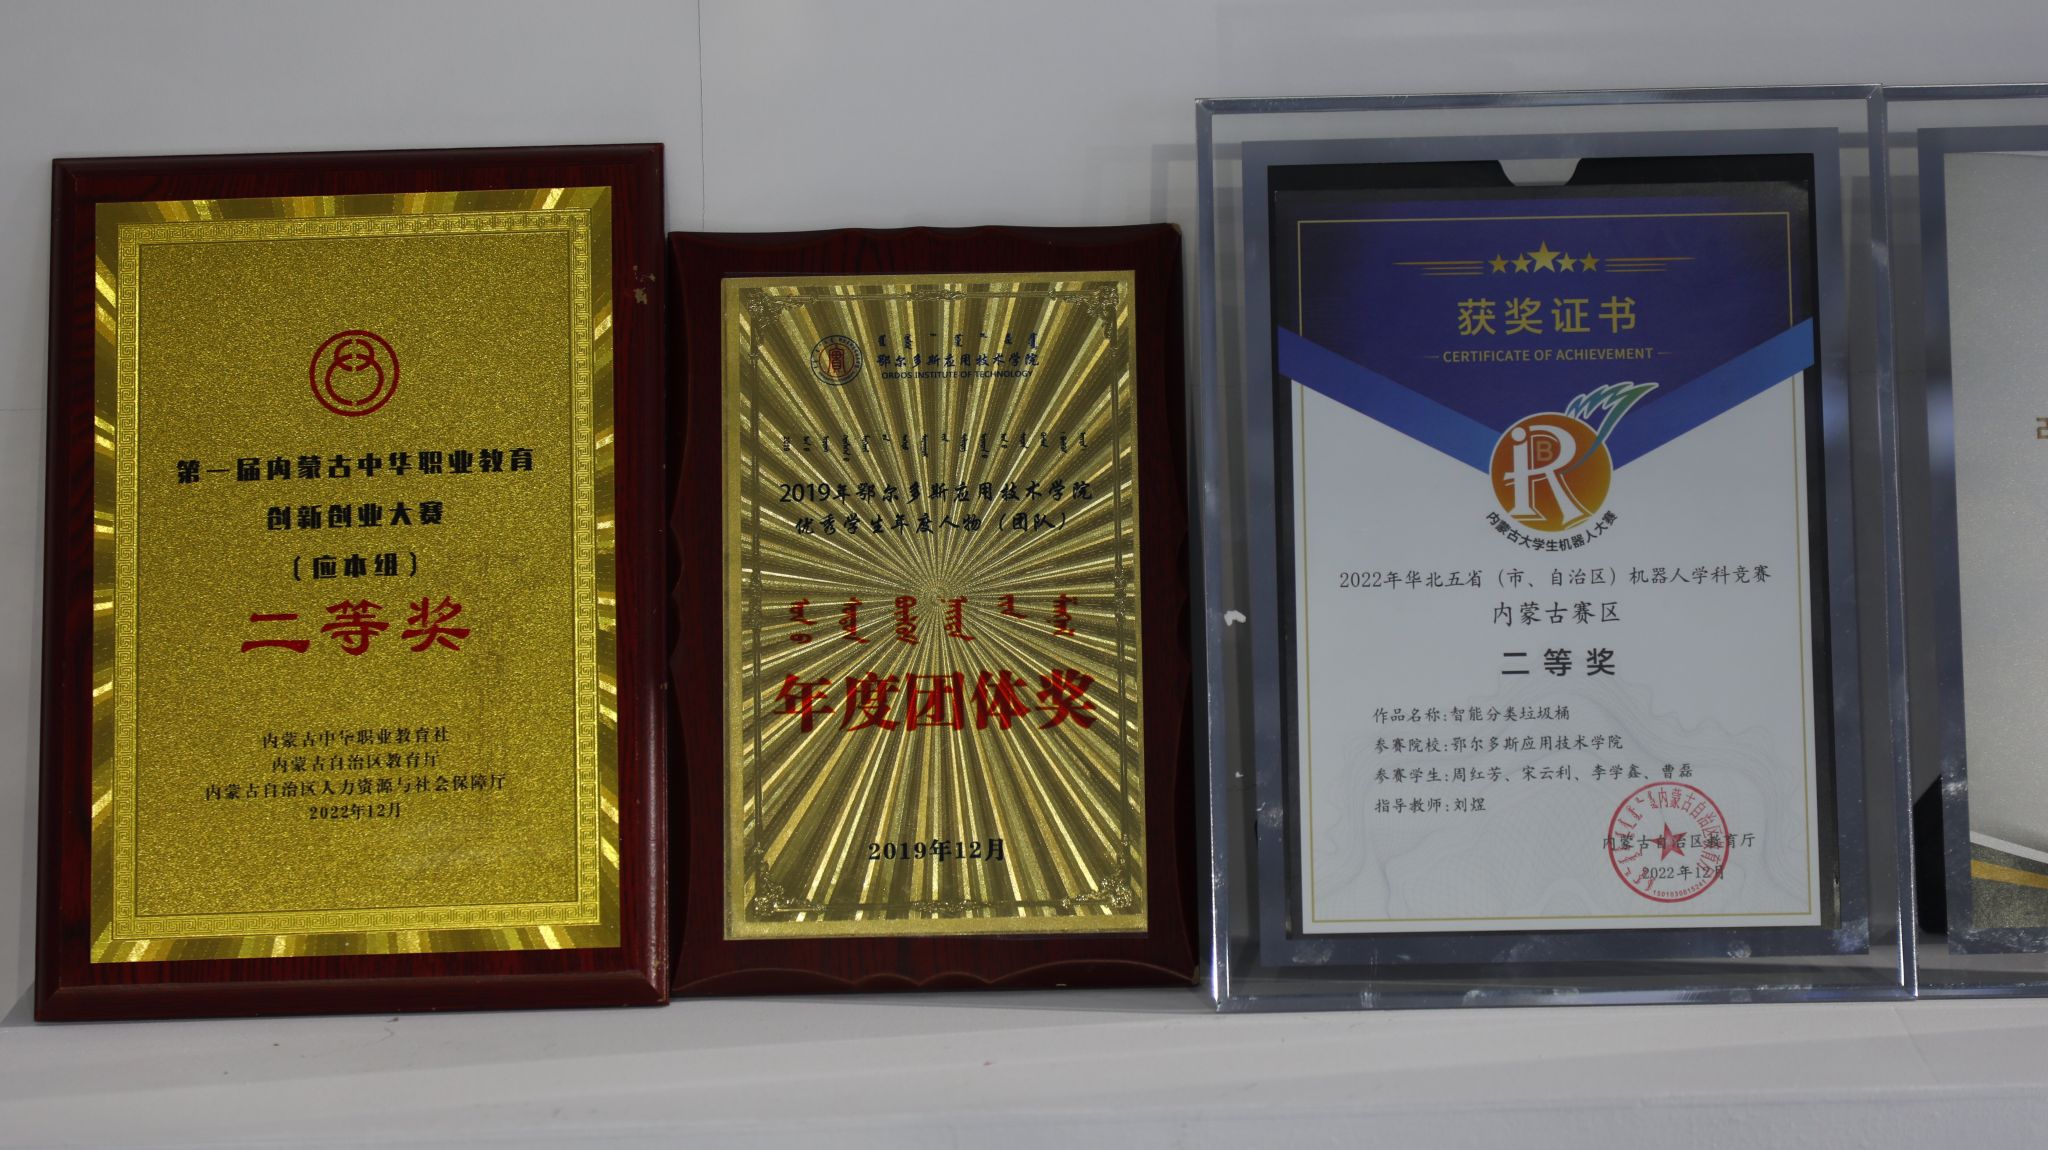 第一届内蒙古中华职业教育
创新创业大赛
（应本组）
二等奖
内蒙古中华职业教育社
内蒙古自治区教育厅
内蒙古自治区人力资源与社会保障厅
2022年12月
鄂尔多斯应用技术学院
ORDOS INSTITUTE OF TECHNOLOGY
2019年鄂尔多斯应用技术学院
优秀学生年度人物（团队）
年度团体奖
2019年12月
获奖证书
CERTIFICATE OF ACHIEVEMENT
iRB
内蒙古大学生机器人大赛
2022年华北五省（市、自治区）机器人学科竞赛
内蒙古赛区
二等奖
作品名称：智能分类垃圾桶
参赛院校：鄂尔多斯应用技术学院
参赛学生：周红芳、宋云利、李学鑫、曹磊
指导教师：刘煜
内蒙古自治区教育厅
2022年12月